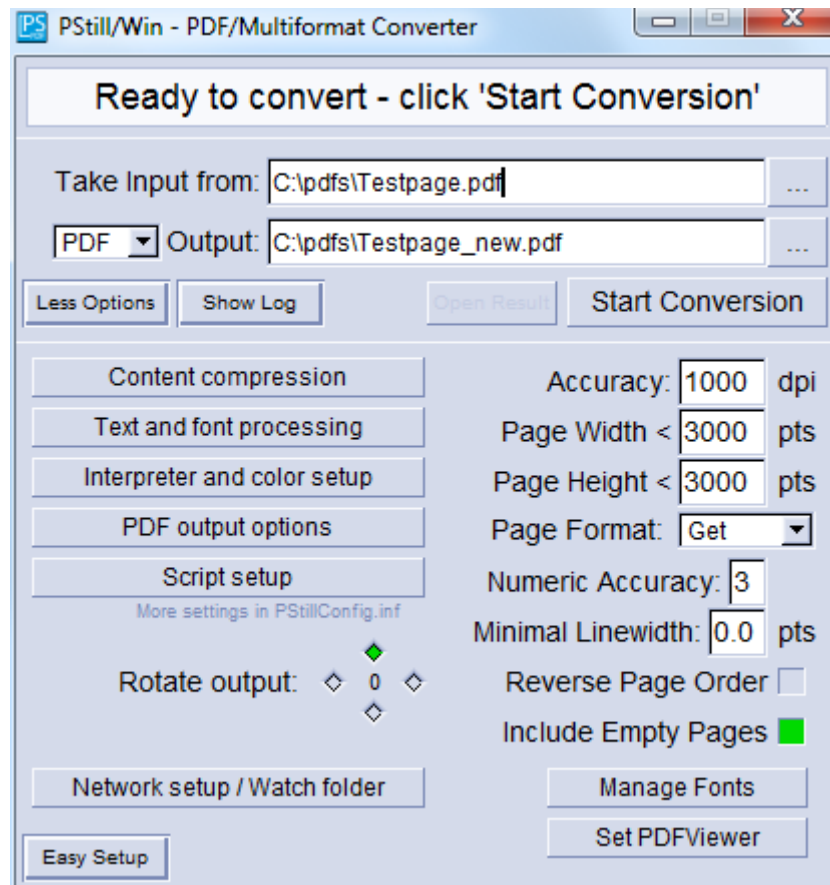 PS PStill/Win - PDF/Multiformat Converter
Ready to convert - click 'Start Conversion'
Take Input from: C:\pdfs\Testpage.pdf ...
PDF Output: C:\pdfs\Testpage_new.pdf ...
Less Options Show Log Open Result Start Conversion
Content compression Accuracy: 1000 dpi
Text and font processing Page Width < 3000 pts
Interpreter and color setup Page Height < 3000 pts
PDF output options Page Format: Get
Script setup Numeric Accuracy: 3
More settings in PStillConfig.inf
Minimal Linewidth: 0.0 pts
Rotate output: 0 Reverse Page Order
Include Empty Pages
Network setup / Watch folder Manage Fonts
Set PDFViewer
Easy Setup